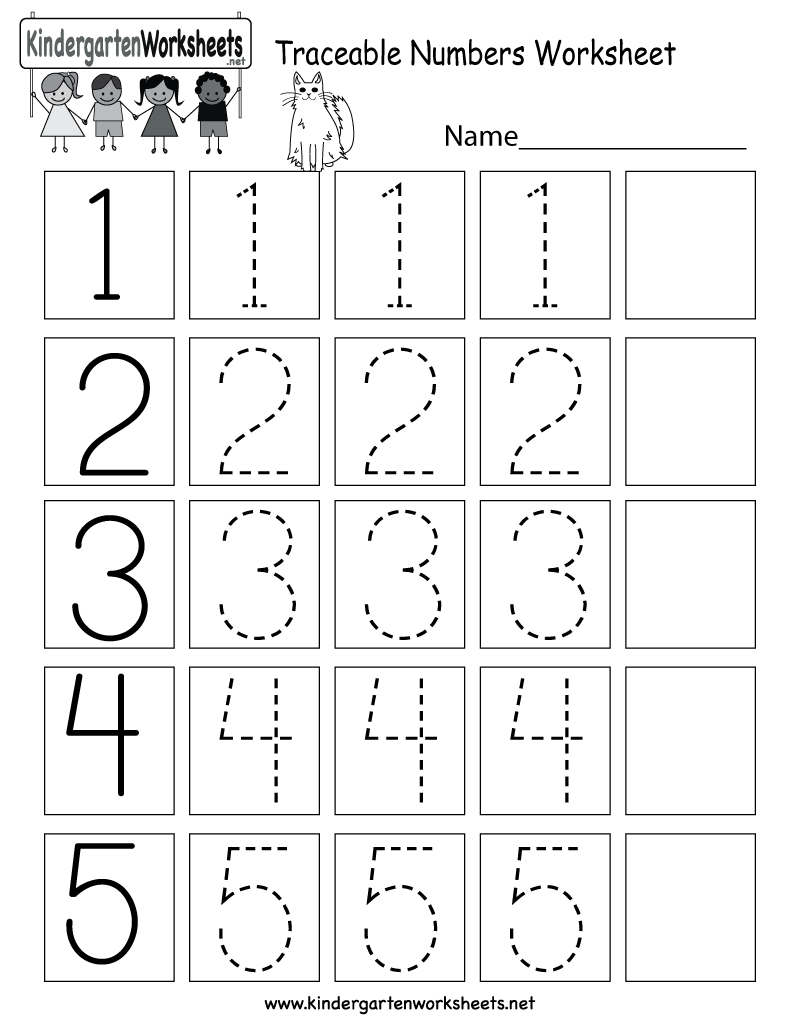 KindergartenWorksheets
.net
Traceable Numbers Worksheet
Name
1 1 1 1
2 2 2 2
3 3 3 3
4 4 4 4
5 5 5 5
www.kindergartenworksheets.net